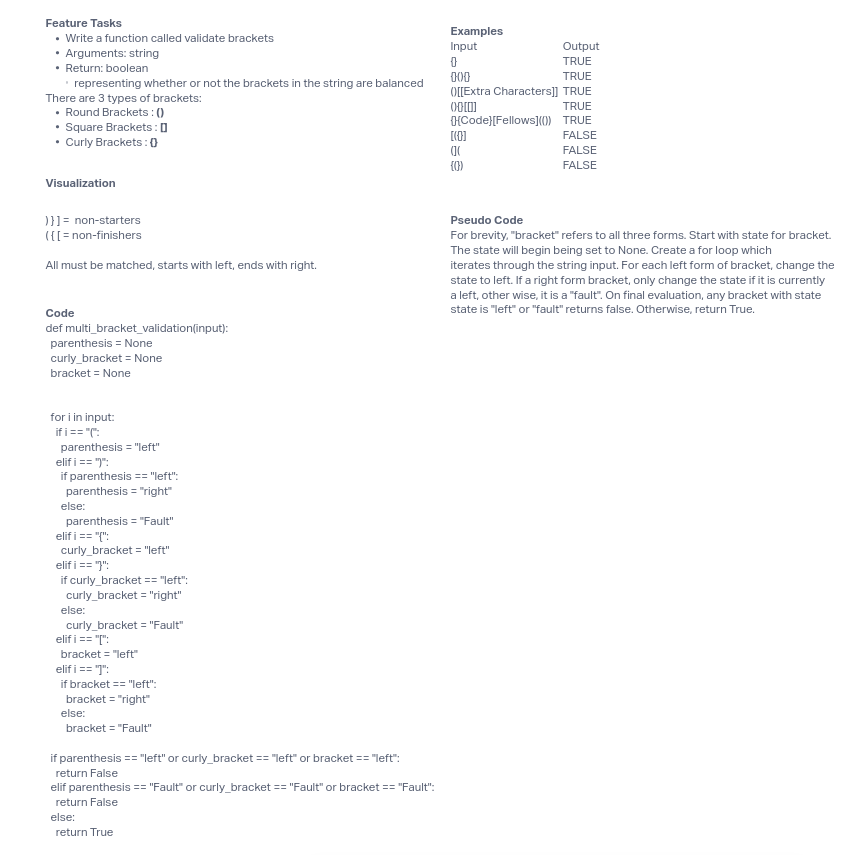 Feature Tasks
• Write a function called validate brackets
• Arguments: string
• Return: boolean
◦ representing whether or not the brackets in the string are balanced
There are 3 types of brackets:
• Round Brackets : ()
• Square Brackets : []
• Curly Brackets : {}
Visualization
) } ] =  non-starters
( { [ = non-finishers
All must be matched, starts with left, ends with right.
Code
def multi_bracket_validation(input):
parenthesis = None
curly_bracket = None
bracket = None
for i in input:
if i == "(":
parenthesis = "left"
elif i == ")":
if parenthesis == "left":
parenthesis = "right"
else:
parenthesis = "Fault"
elif i == "{":
curly_bracket = "left"
elif i == "}":
if curly_bracket == "left":
curly_bracket = "right"
else:
curly_bracket = "Fault"
elif i == "[":
bracket = "left"
elif i == "]":
if bracket == "left":
bracket = "right"
else:
bracket = "Fault"
if parenthesis == "left" or curly_bracket == "left" or bracket == "left":
return False
elif parenthesis == "Fault" or curly_bracket == "Fault" or bracket == "Fault":
return False
else:
return True
Examples
Input Output
{} TRUE
{}(){} TRUE
()[[Extra Characters]] TRUE
(){}[[]] TRUE
{}{Code}[Fellows](()) TRUE
[({}] FALSE
(]( FALSE
{(}) FALSE
Pseudo Code
For brevity, "bracket" refers to all three forms. Start with state for bracket.
The state will begin being set to None. Create a for loop which
iterates through the string input. For each left form of bracket, change the
state to left. If a right form bracket, only change the state if it is currently
a left, other wise, it is a "fault". On final evaluation, any bracket with state
state is "left" or "fault" returns false. Otherwise, return True.